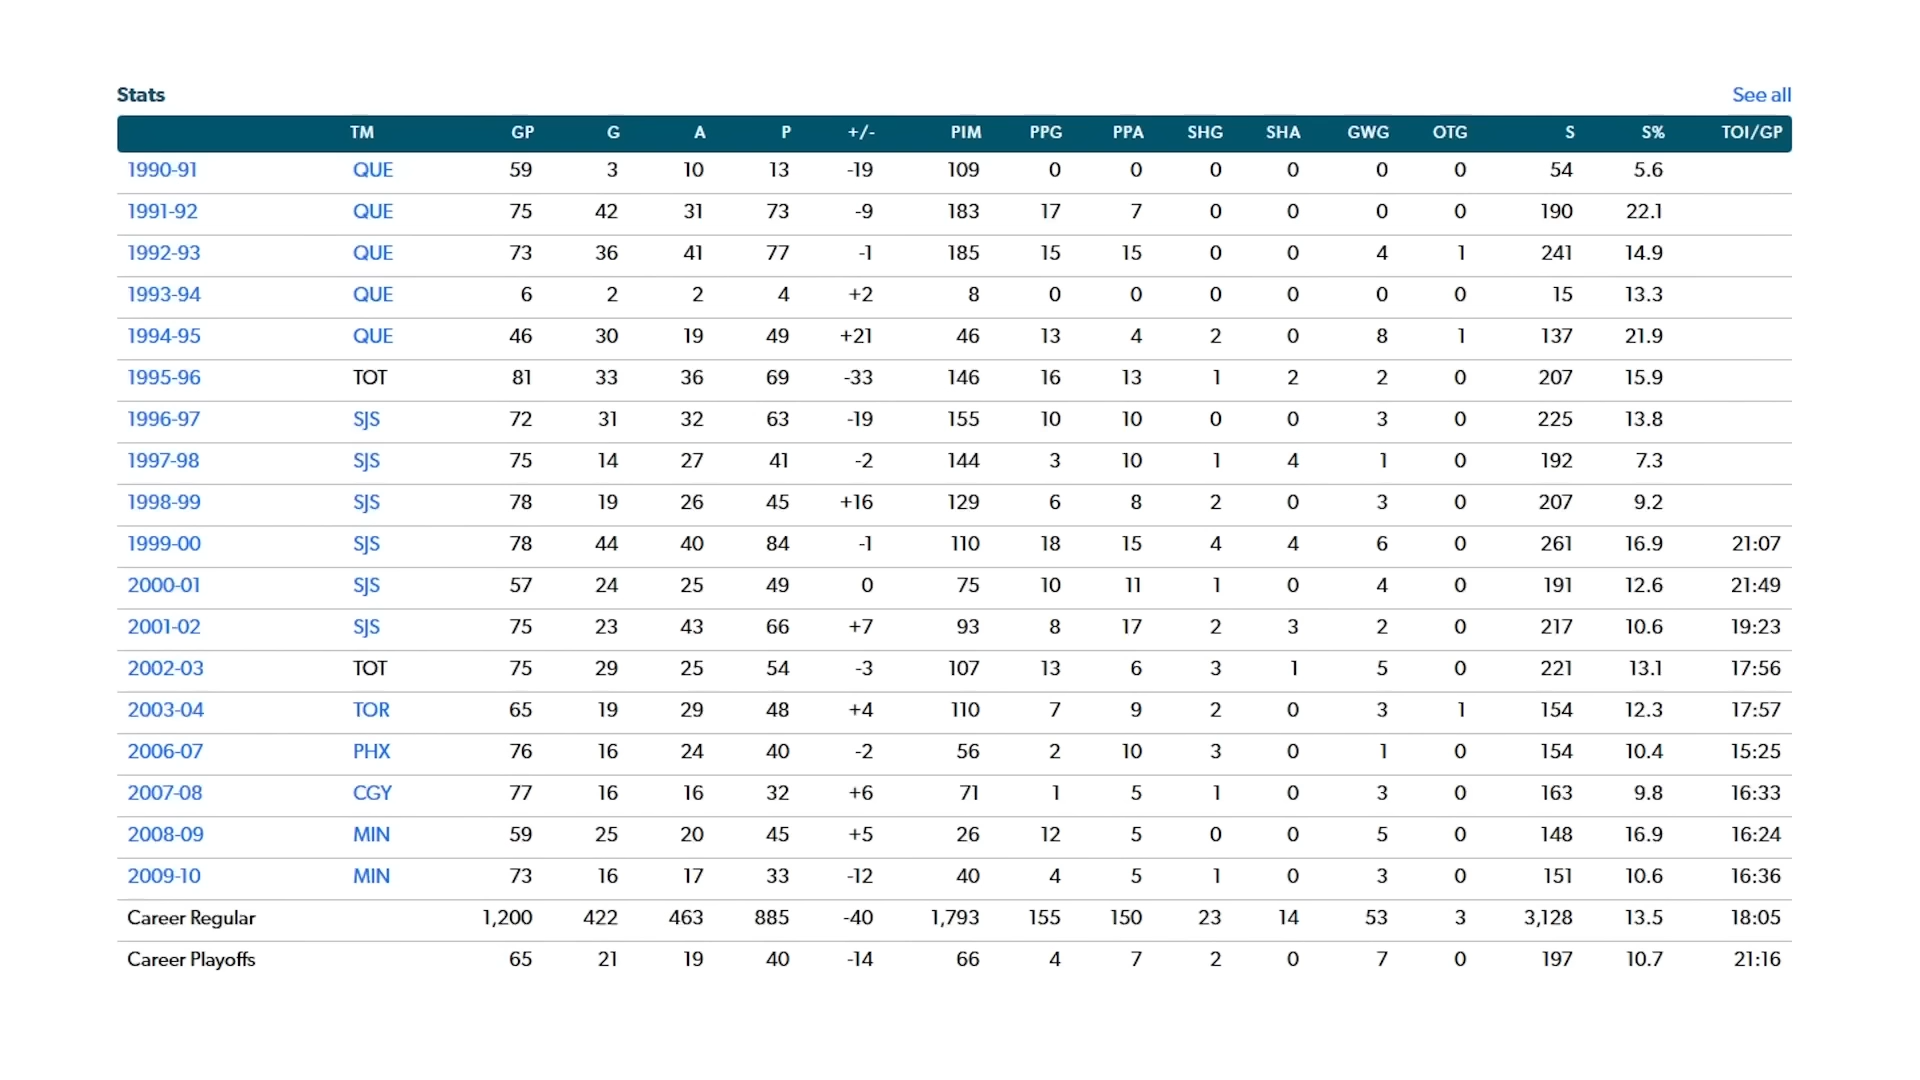 Stats See all
TM GP G A P +/- PIM PPG PPA SHG SHA GWG OTG S S% TOI/GP
1990-91 QUE 59 3 10 13 -19 109 0 0 0 0 0 0 54 5.6
1991-92 QUE 75 42 31 73 -9 183 17 7 0 0 0 0 190 22.1
1992-93 QUE 73 36 41 77 -1 185 15 15 0 0 4 1 241 14.9
1993-94 QUE 6 2 2 4 +2 8 0 0 0 0 0 0 15 13.3
1994-95 QUE 46 30 19 49 +21 46 13 4 2 0 8 1 137 21.9
1995-96 TOT 81 33 36 69 -33 146 16 13 1 2 2 0 207 15.9
1996-97 SJS 72 31 32 63 -19 155 10 10 0 0 3 0 225 13.8
1997-98 SJS 75 14 27 41 -2 144 3 10 1 4 1 0 192 7.3
1998-99 SJS 78 19 26 45 +16 129 6 8 2 0 3 0 207 9.2
1999-00 SJS 78 44 40 84 -1 110 18 15 4 4 6 0 261 16.9 21:07
2000-01 SJS 57 24 25 49 0 75 10 11 1 0 4 0 191 12.6 21:49
2001-02 SJS 75 23 43 66 +7 93 8 17 2 3 2 0 217 10.6 19:23
2002-03 TOT 75 29 25 54 -3 107 13 6 3 1 5 0 221 13.1 17:56
2003-04 TOR 65 19 29 48 +4 110 7 9 2 0 3 1 154 12.3 17:57
2006-07 PHX 76 16 24 40 -2 56 2 10 3 0 1 0 154 10.4 15:25
2007-08 CGY 77 16 16 32 +6 71 1 5 1 0 3 0 163 9.8 16:33
2008-09 MIN 59 25 20 45 +5 26 12 5 0 0 5 0 148 16.9 16:24
2009-10 MIN 73 16 17 33 -12 40 4 5 1 0 3 0 151 10.6 16:36
Career Regular 1,200 422 463 885 -40 1,793 155 150 23 14 53 3 3,128 13.5 18:05
Career Playoffs 65 21 19 40 -14 66 4 7 2 0 7 0 197 10.7 21:16